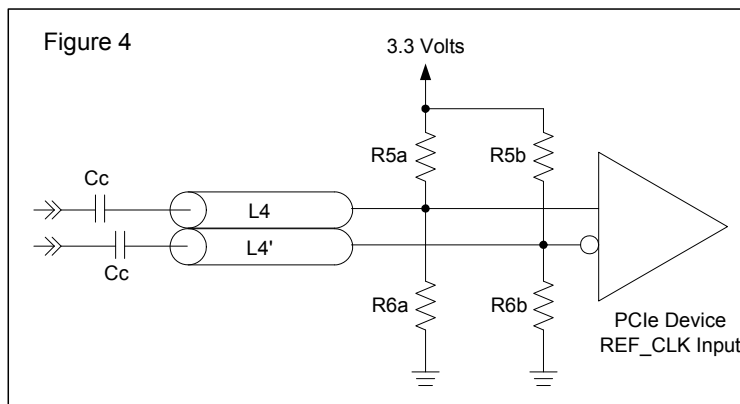 Figure 4
3.3 Volts
R5a
R5b
Cc
L4
L4'
Cc
R6a
R6b
PCIe Device
REF_CLK Input